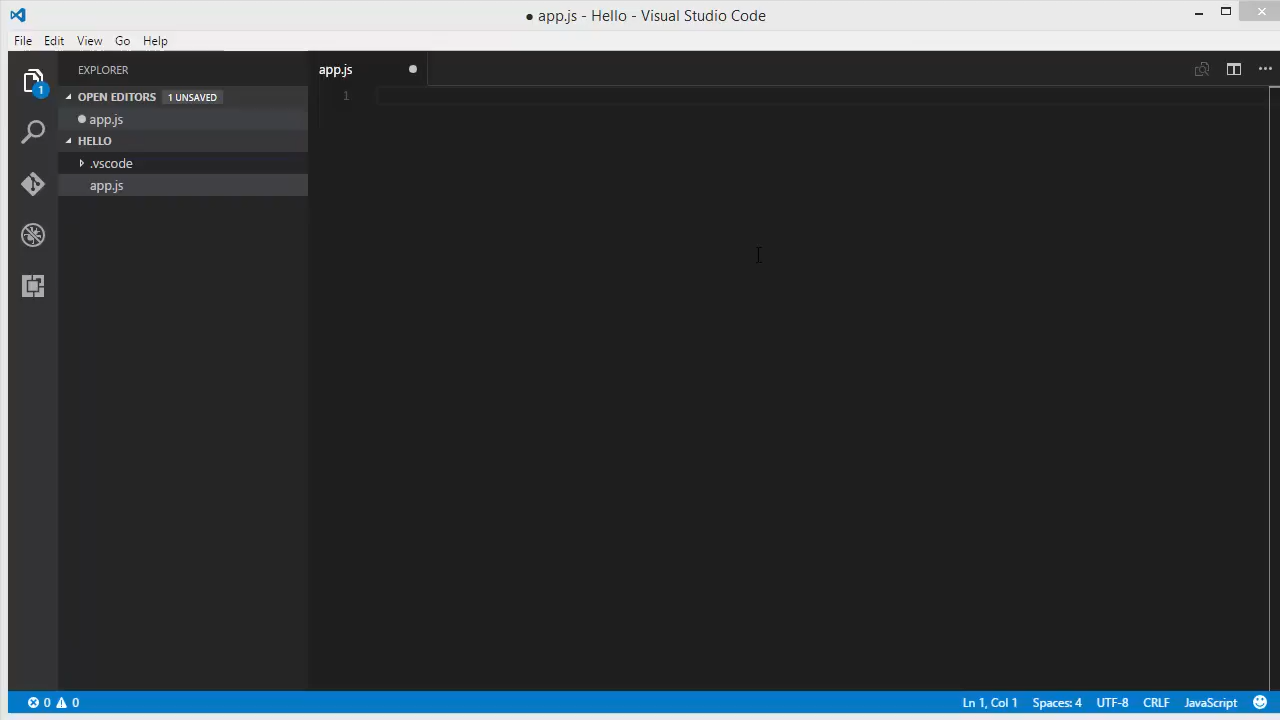 ● app.js - Hello - Visual Studio Code
File Edit View Go Help
EXPLORER
app.js
OPEN EDITORS 1 UNSAVED
app.js
HELLO
.vscode
app.js
1
1
0 0
Ln 1, Col 1 Spaces: 4 UTF-8 CRLF JavaScript